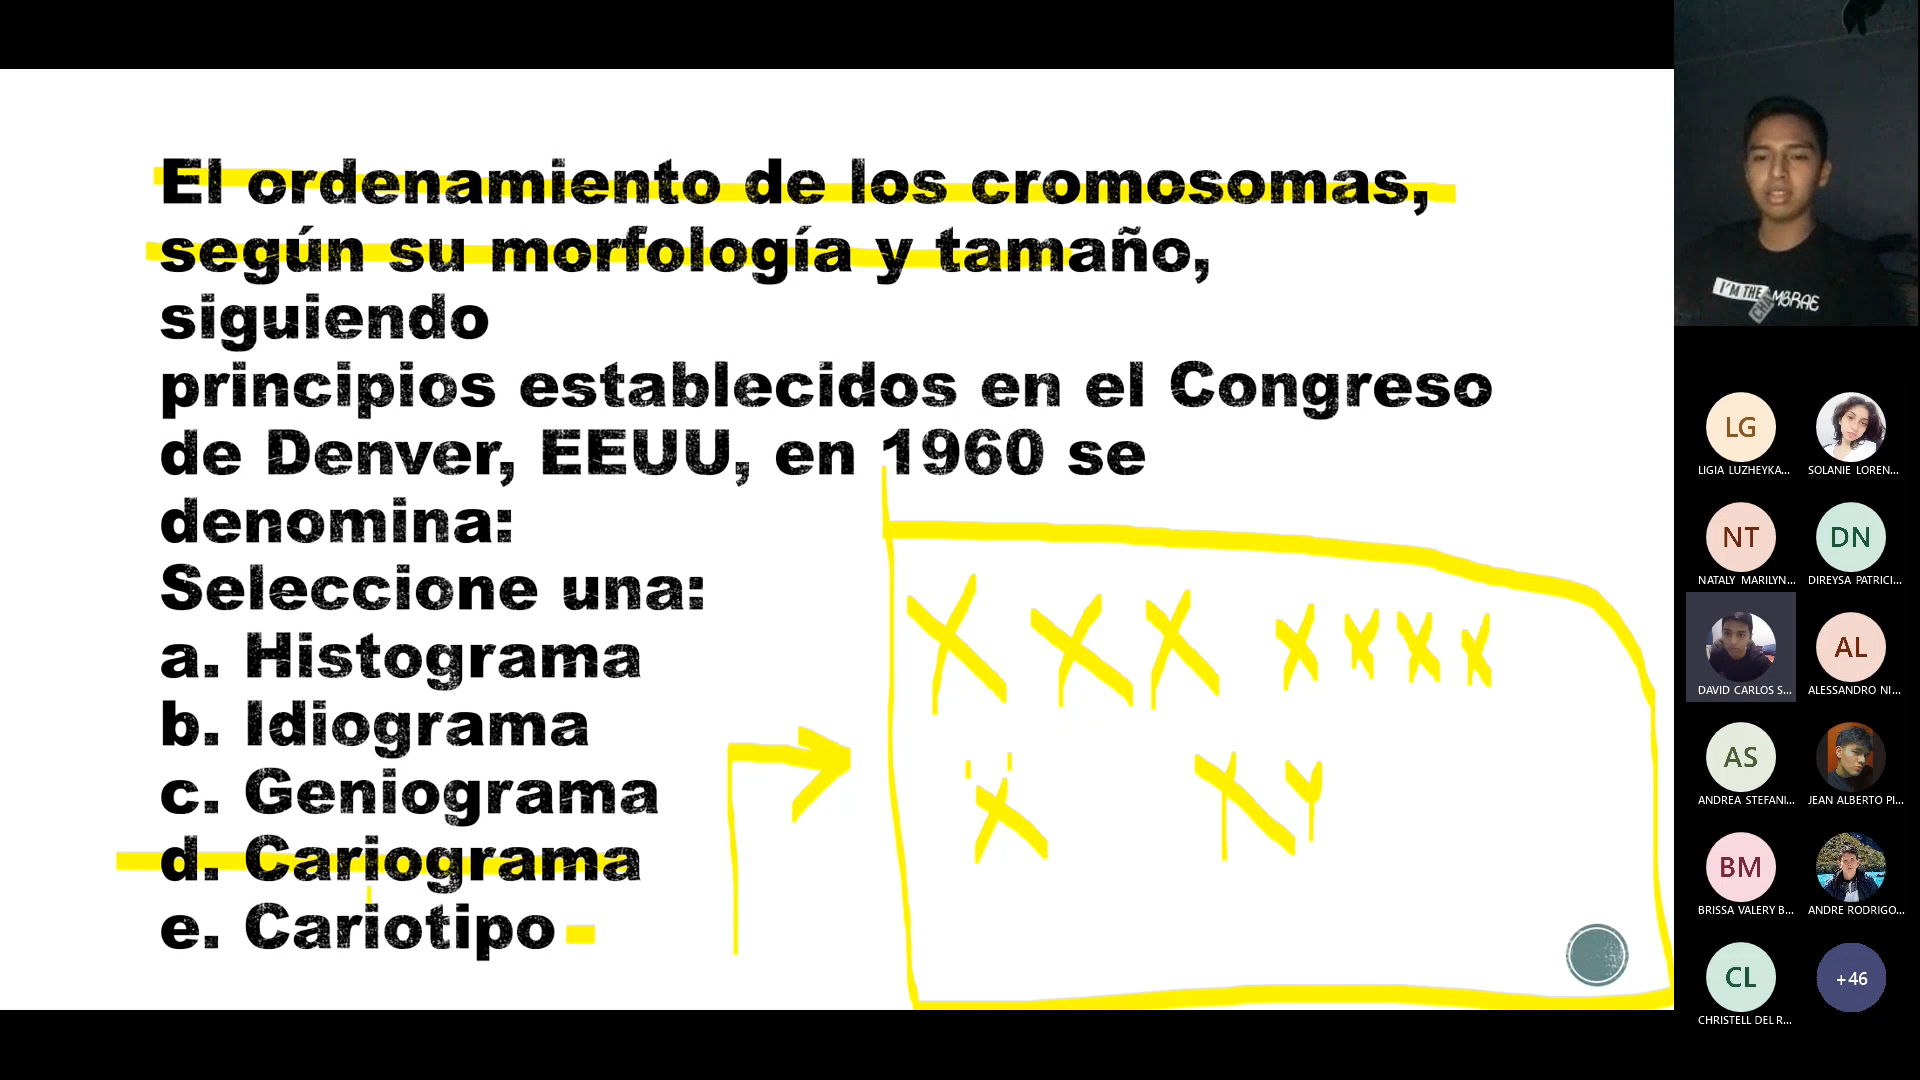 El ordenamiento de los cromosomas,
según su morfología y tamaño,
siguiendo
principios establecidos en el Congreso
de Denver, EEUU, en 1960 se
denomina:
Seleccione una:
a. Histograma
b. Idiograma
c. Geniograma
d. Cariograma
e. Cariotipo
X X X X X X X
X X Y
I'M THE
LG
LIGIA LUZHEYKA...
SOLANIE LOREN...
NT
NATALY MARILYN...
DN
DIREYSA PATRICI...
DAVID CARLOS S...
AL
ALESSANDRO NI...
AS
ANDREA STEFANI...
JEAN ALBERTO PI...
BM
BRISSA VALERY B...
ANDRE RODRIGO...
CL
CHRISTELL DEL R...
+46